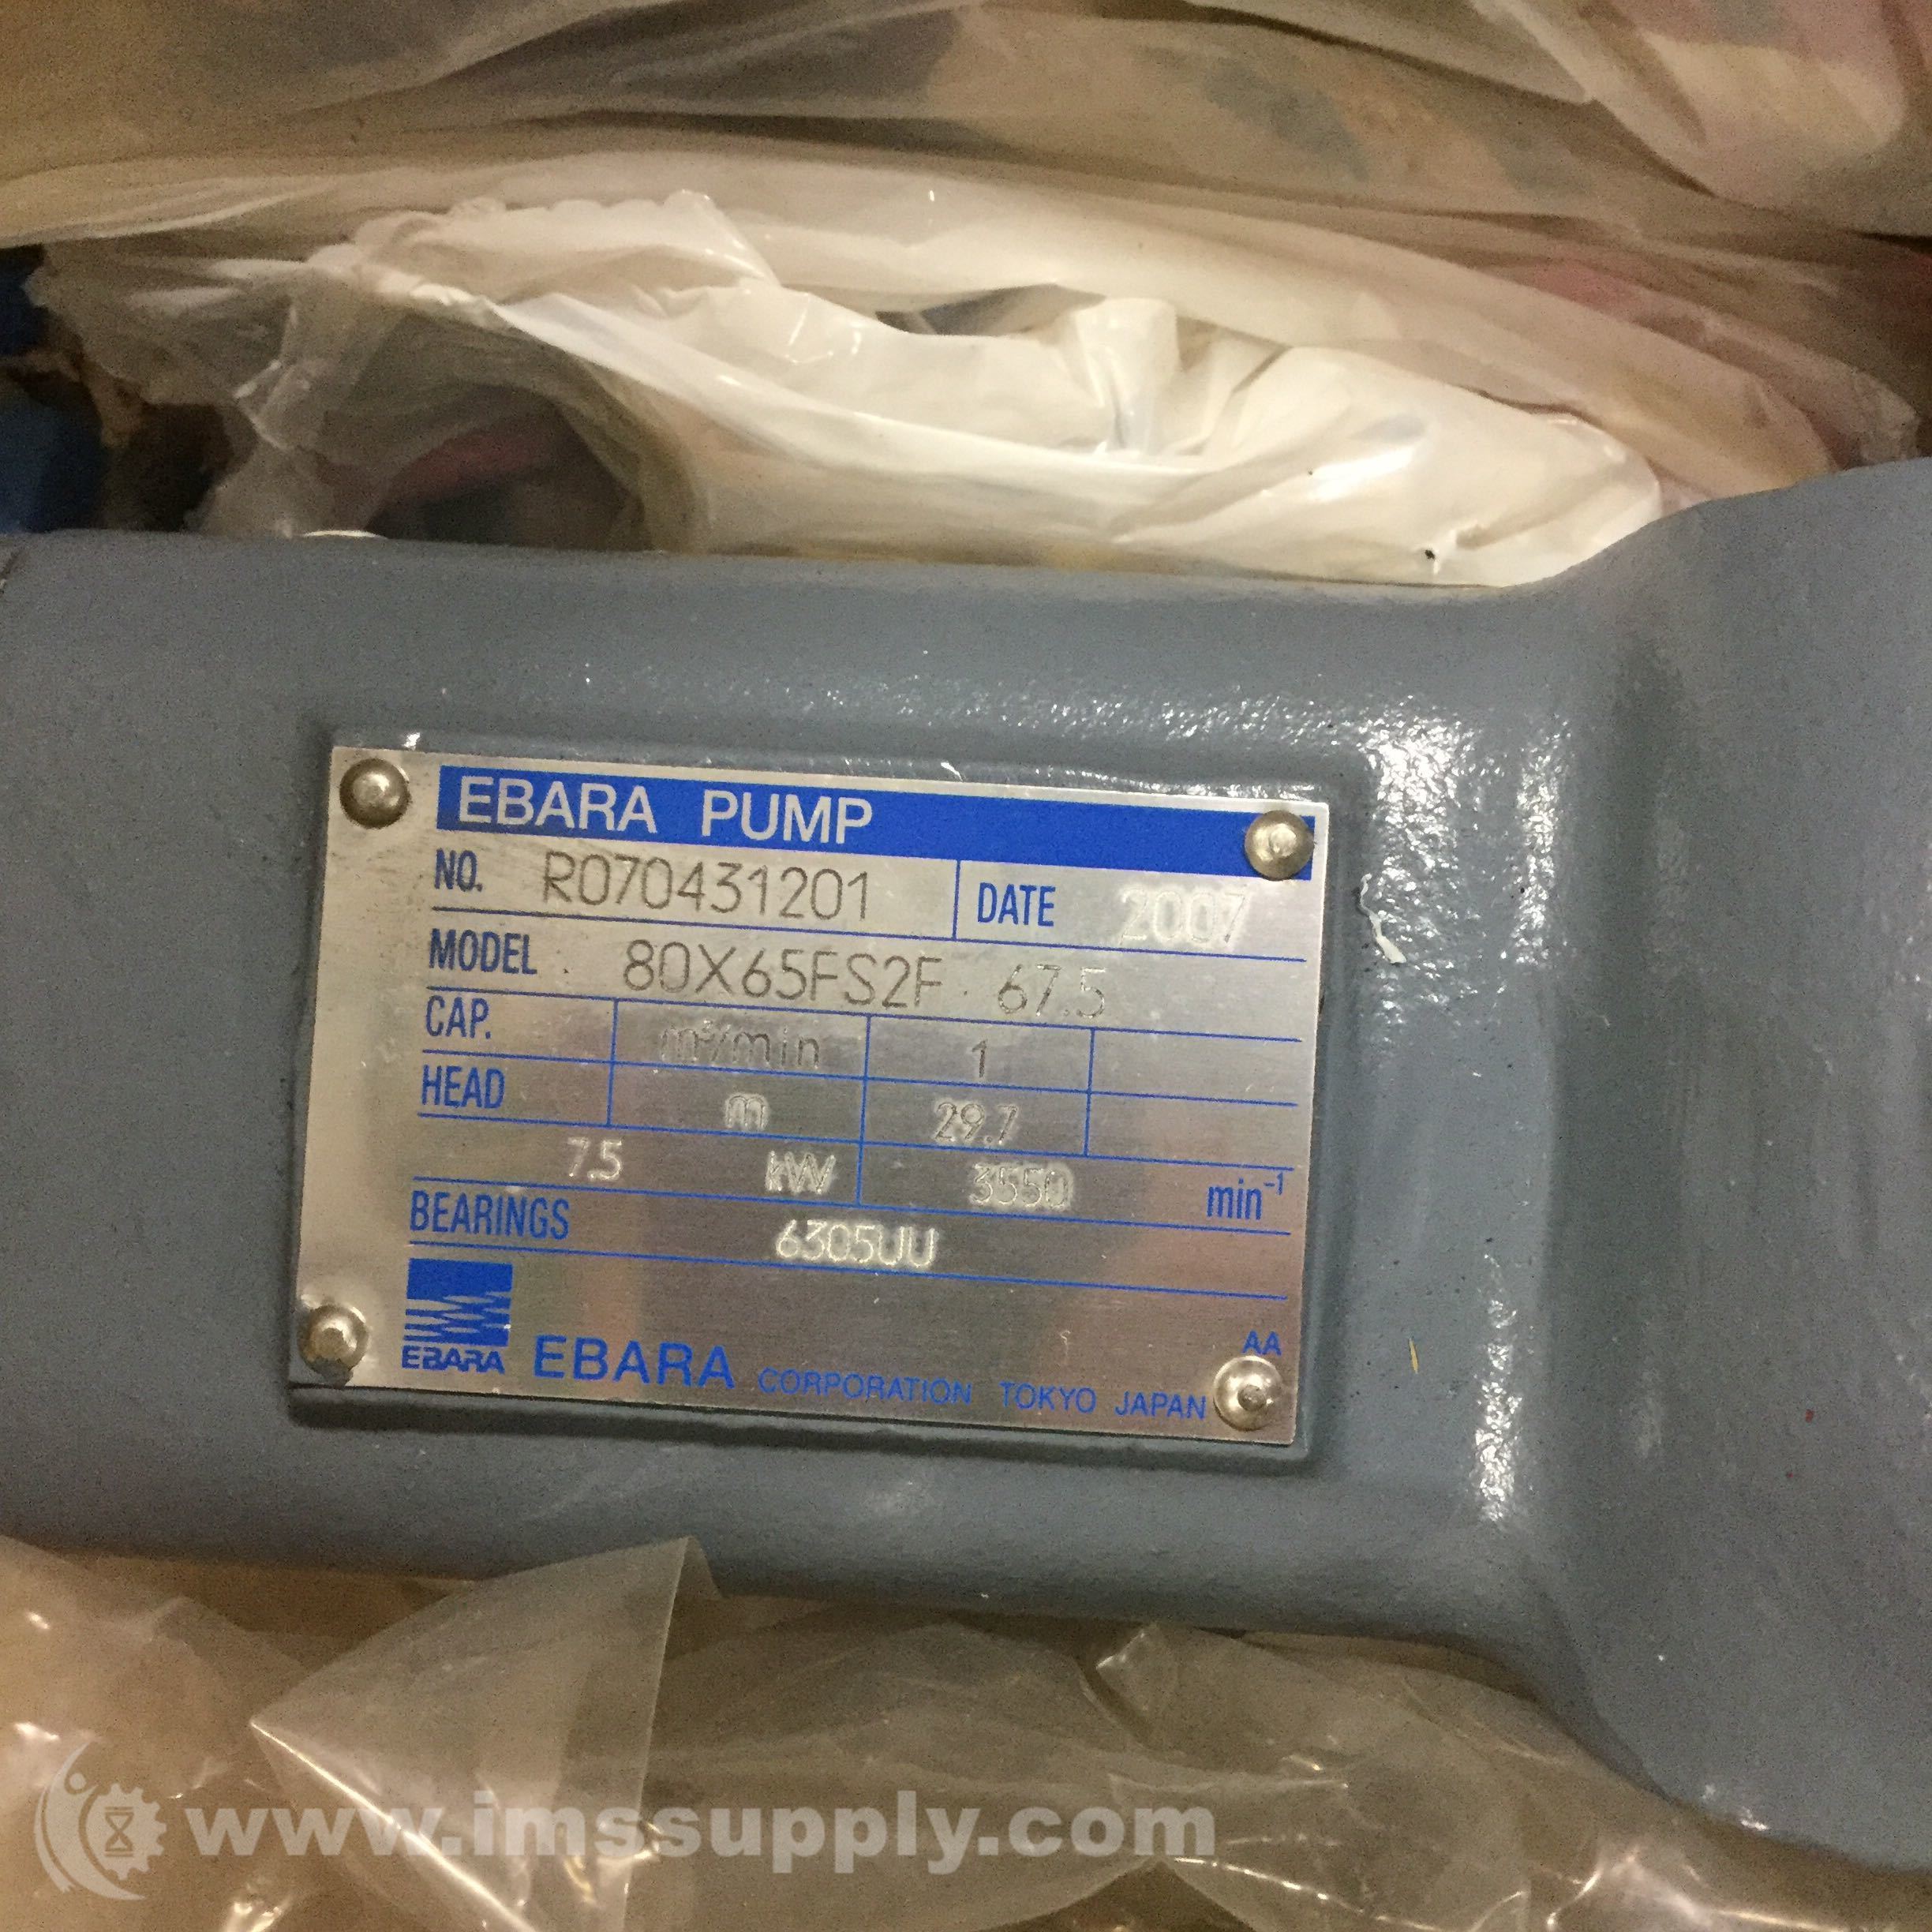 EBARA PUMP
NO. R070431201 DATE 2007
MODEL 80X65FS2F 67.5
CAP. m³/min 1
HEAD m 29.7
7.5 kW 3550 min⁻¹
BEARINGS 6305UU
AA
EBARA EBARA CORPORATION TOKYO JAPAN
www.imssupply.com